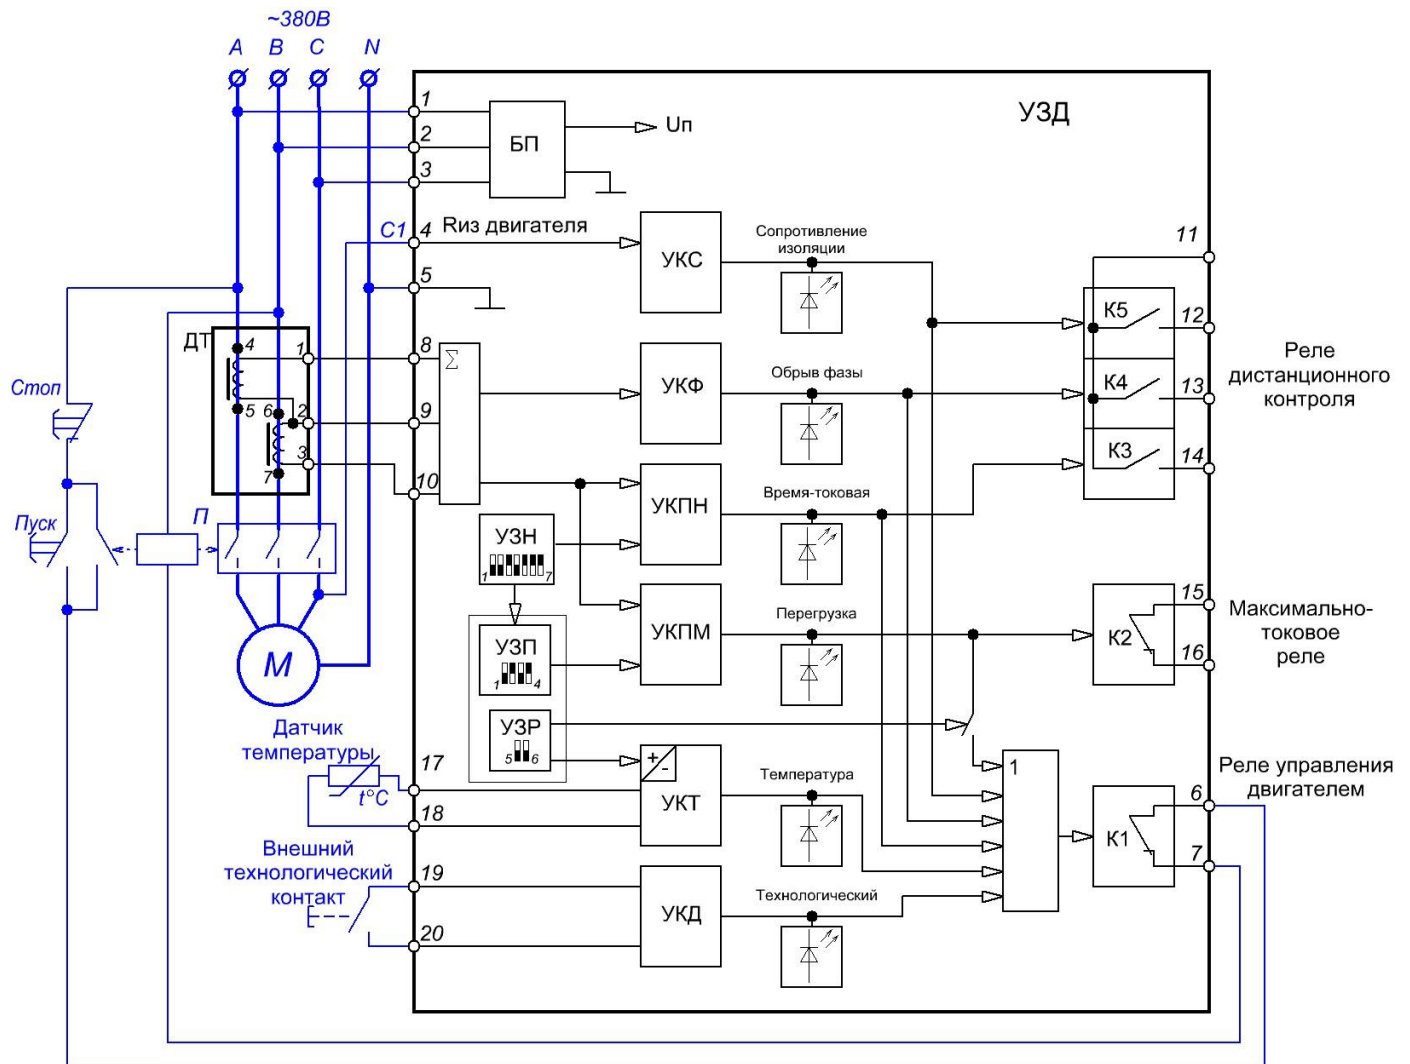 ~380В
A B C N
УЗД
1
2
3
БП
Uп
C1
4
Rиз двигателя
5
УКС
Сопротивление
изоляции
11
К5
12
К4
13
К3
14
Реле
дистанционного
контроля
ДТ
4
1
5
6
2
3
7
8
9
10
Σ
УКФ
Обрыв фазы
Стоп
Пуск
П
УКПН
Время-токовая
УЗН
1 7
УКПМ
Перегрузка
УЗП
1 4
УЗР
5 6
К2
15
16
Максимально-
токовое
реле
M
Датчик
температуры
t°C
17
18
+
-
УКТ
Температура
1
К1
6
7
Реле управления
двигателем
Внешний
технологический
контакт
19
20
УКД
Технологический